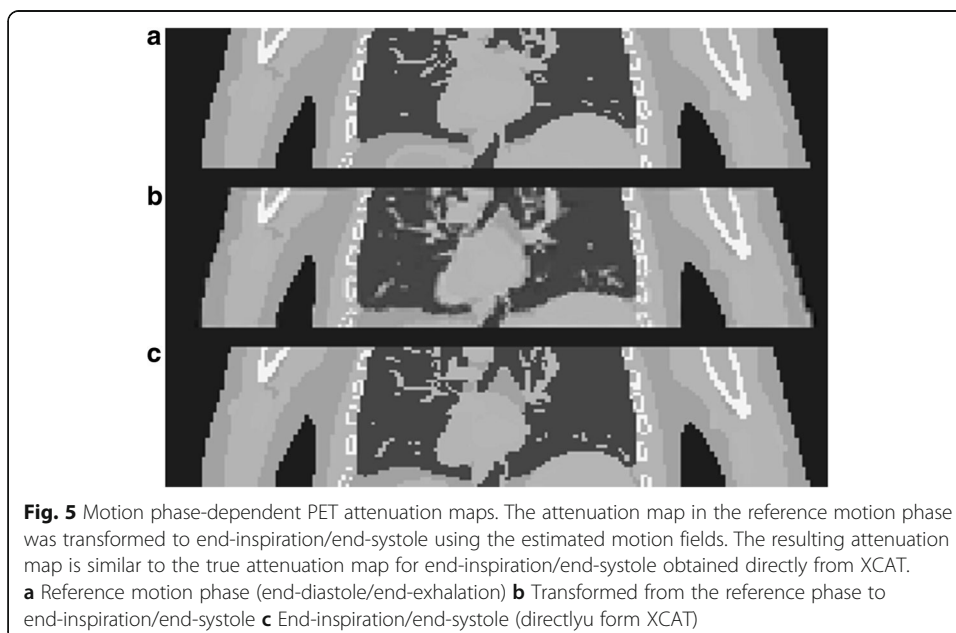 a
b
c
Fig. 5 Motion phase-dependent PET attenuation maps. The attenuation map in the reference motion phase
was transformed to end-inspiration/end-systole using the estimated motion fields. The resulting attenuation
map is similar to the true attenuation map for end-inspiration/end-systole obtained directly from XCAT.
a Reference motion phase (end-diastole/end-exhalation) b Transformed from the reference phase to
end-inspiration/end-systole c End-inspiration/end-systole (directlyu form XCAT)